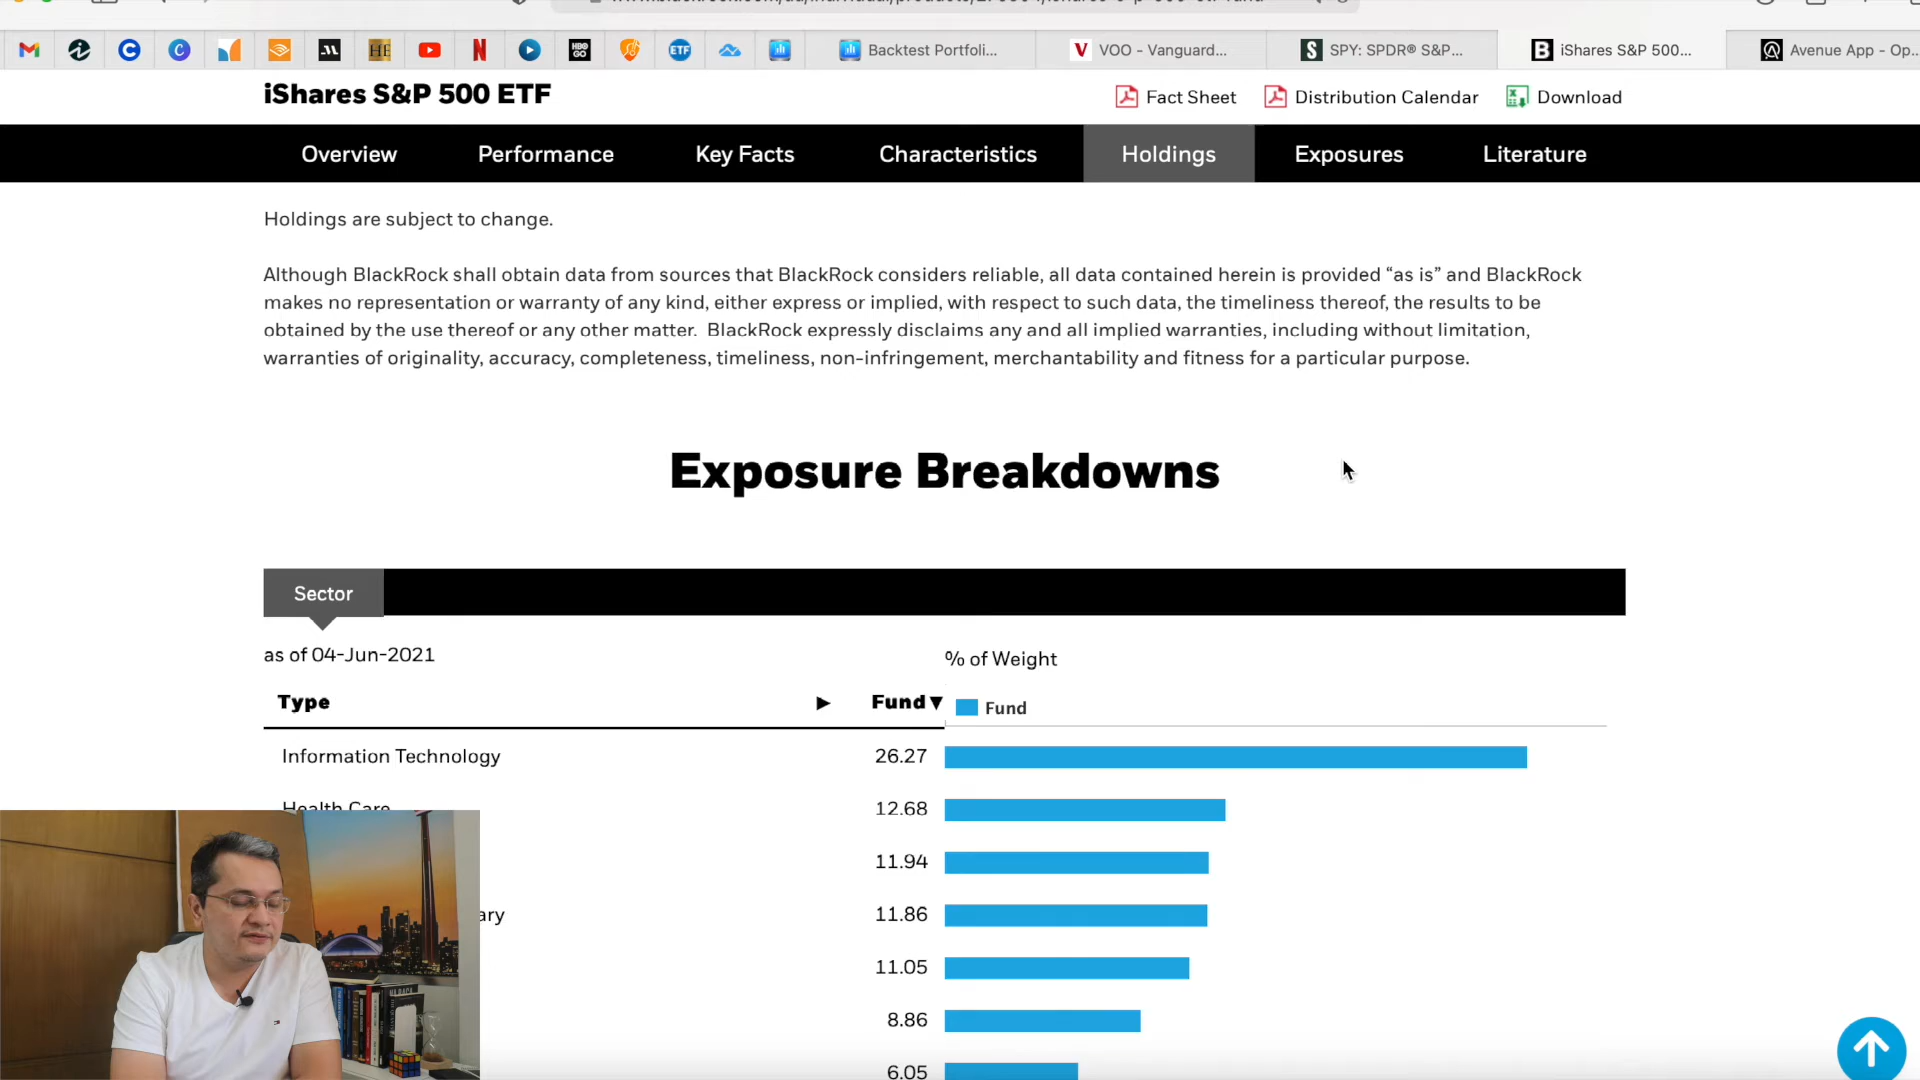 Backtest Portfoli...
VOO - Vanguard...
SPY: SPDR® S&P...
iShares S&P 500...
Avenue App - Op...
HBO
GO
ETF
iShares S&P 500 ETF
Fact Sheet
Distribution Calendar
Download
Overview
Performance
Key Facts
Characteristics
Holdings
Exposures
Literature
Holdings are subject to change.
Although BlackRock shall obtain data from sources that BlackRock considers reliable, all data contained herein is provided “as is” and BlackRock
makes no representation or warranty of any kind, either express or implied, with respect to such data, the timeliness thereof, the results to be
obtained by the use thereof or any other matter.  BlackRock expressly disclaims any and all implied warranties, including without limitation,
warranties of originality, accuracy, completeness, timeliness, non-infringement, merchantability and fitness for a particular purpose.
Exposure Breakdowns
Sector
as of 04-Jun-2021
% of Weight
Type
Fund
Fund
Information Technology
26.27
Health Care
12.68
11.94
ary
11.86
11.05
8.86
6.05